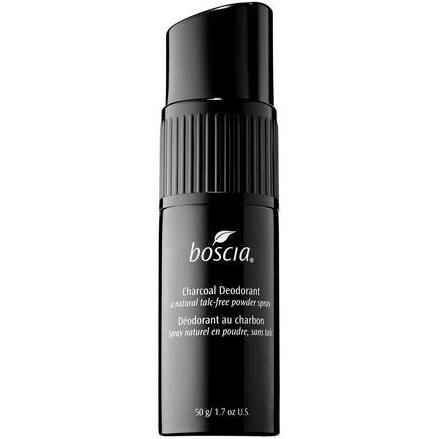 boscia®
Charcoal Deodorant
a natural talc-free powder spray
Déodorant au charbon
Spray naturel en poudre, sans talc
50 g/ 1.7 oz U.S.